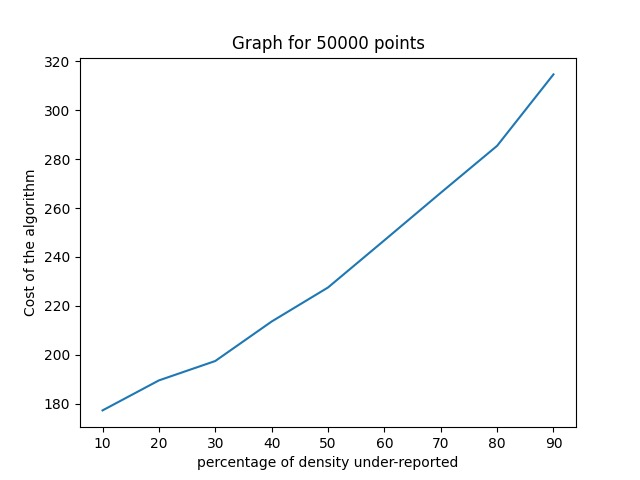 Graph for 50000 points
320
300
280
260
240
220
200
180
Cost of the algorithm
10 20 30 40 50 60 70 80 90
percentage of density under-reported